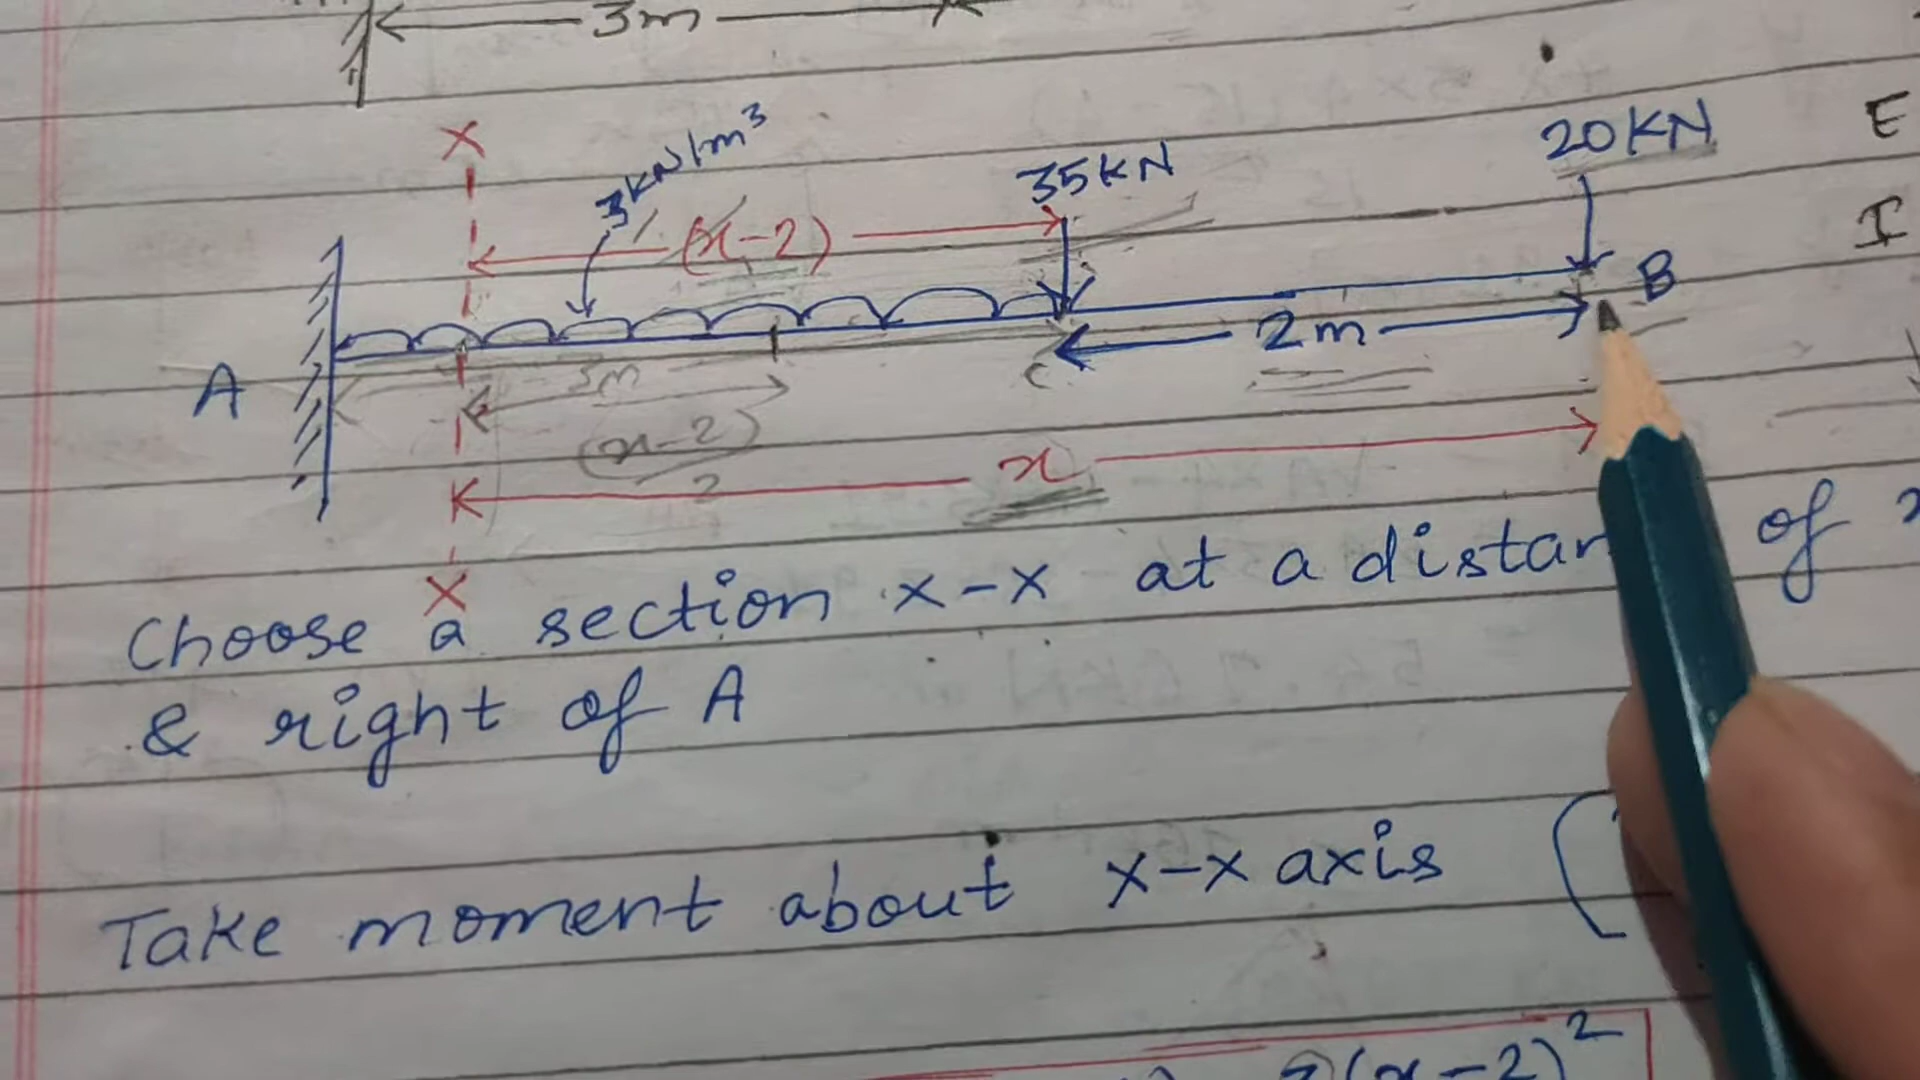 3m
X
3KN/m3
35KN
20KN
E
(x-2)
I
B
A
2m
3m
C
(x-2)
2
x
X
Choose a section x-x at a distan of
& right of A
Take moment about x-x axis (
(x-2)2